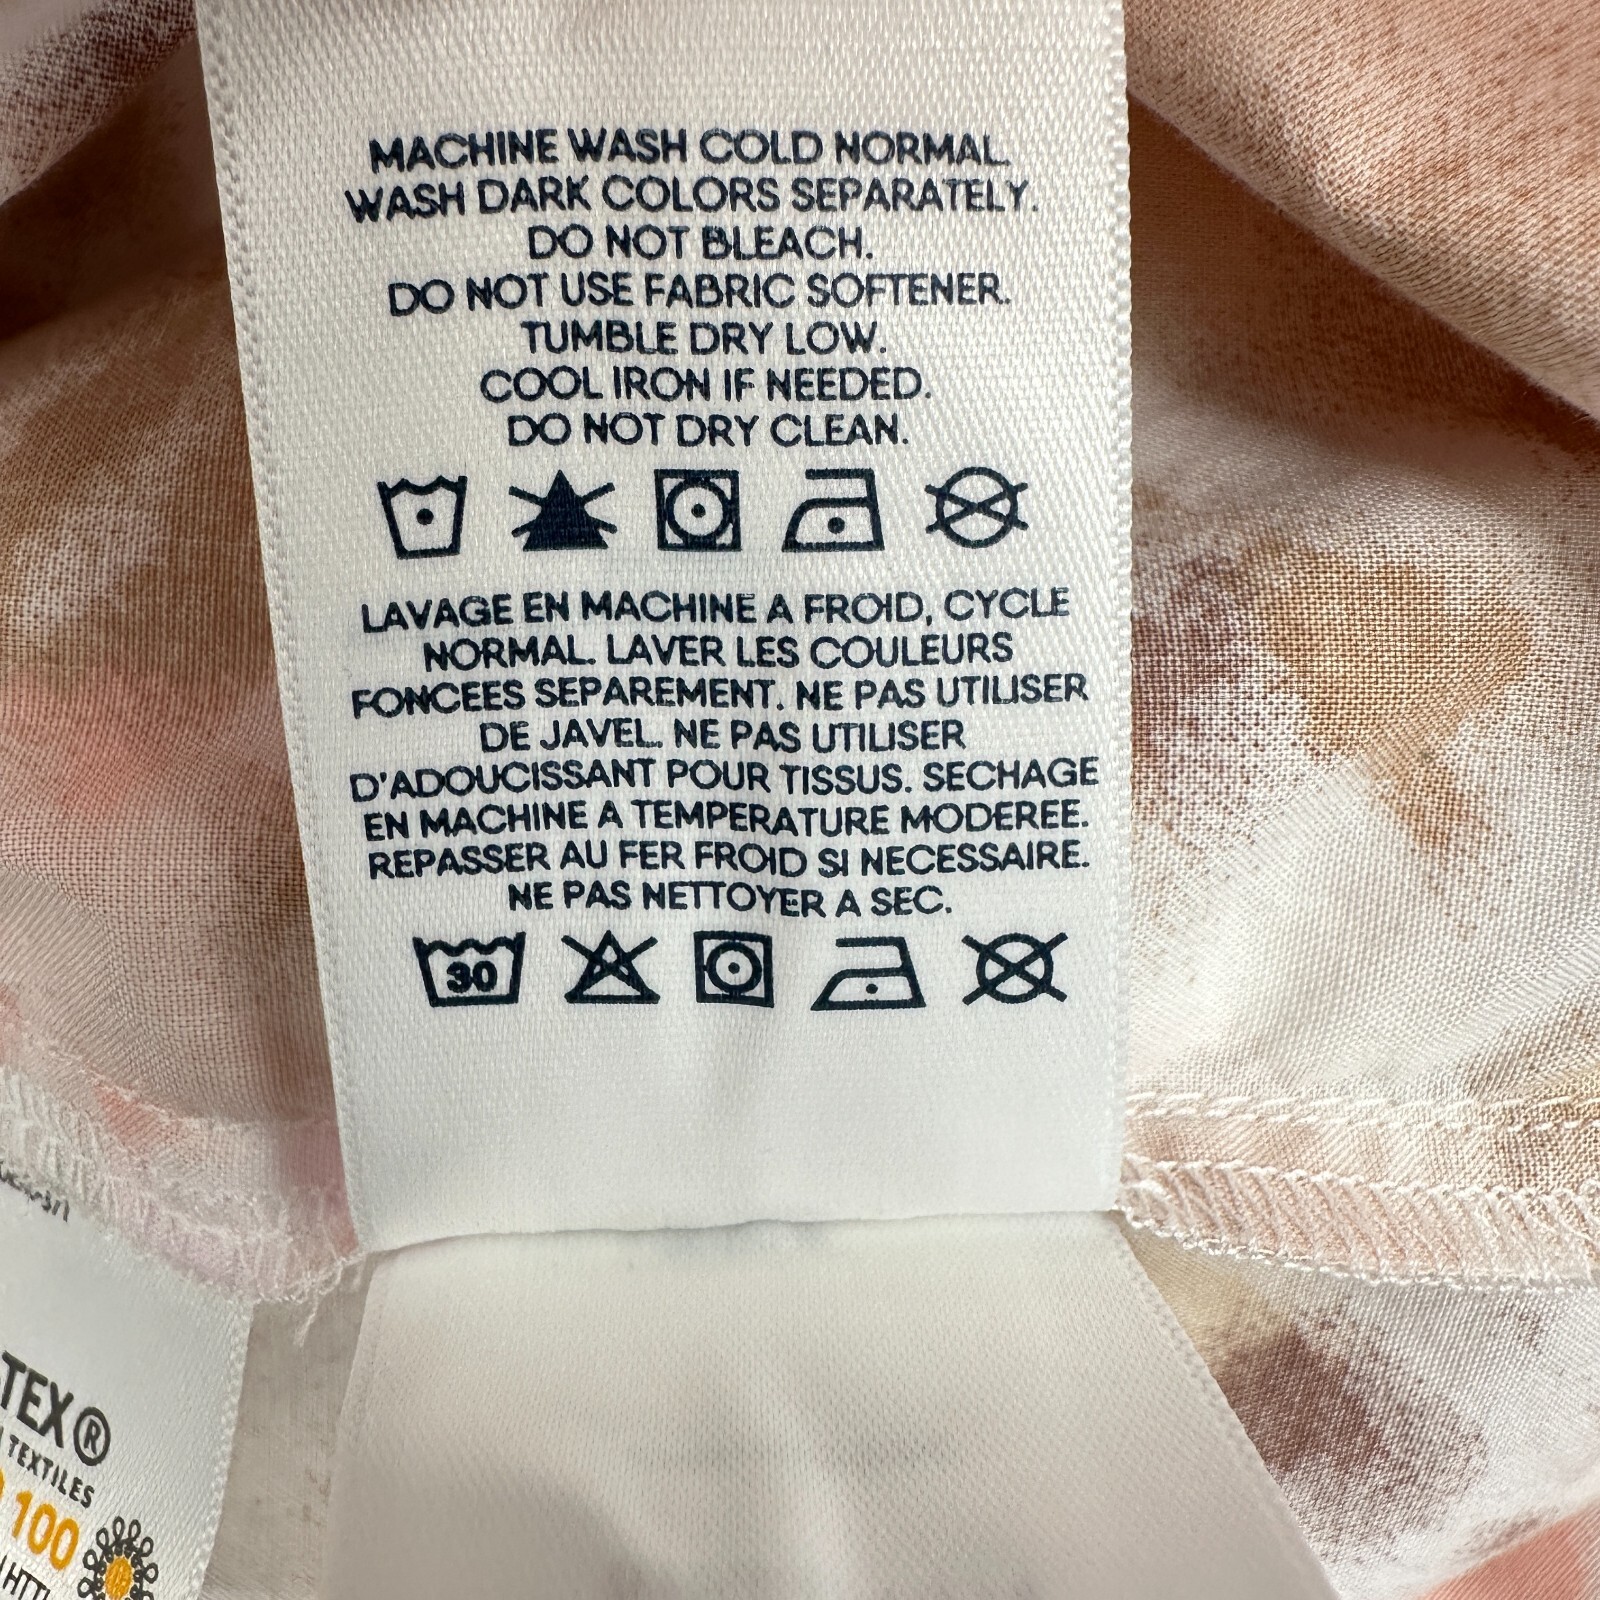 MACHINE WASH COLD NORMAL.
WASH DARK COLORS SEPARATELY.
DO NOT BLEACH.
DO NOT USE FABRIC SOFTENER.
TUMBLE DRY LOW.
COOL IRON IF NEEDED.
DO NOT DRY CLEAN.
LAVAGE EN MACHINE A FROID, CYCLE
NORMAL. LAVER LES COULEURS
FONCEES SEPAREMENT. NE PAS UTILISER
DE JAVEL. NE PAS UTILISER
D'ADOUCISSANT POUR TISSUS. SECHAGE
EN MACHINE A TEMPERATURE MODEREE.
REPASSER AU FER FROID SI NECESSAIRE.
NE PAS NETTOYER A SEC.
30
TEX®
TEXTILES
100